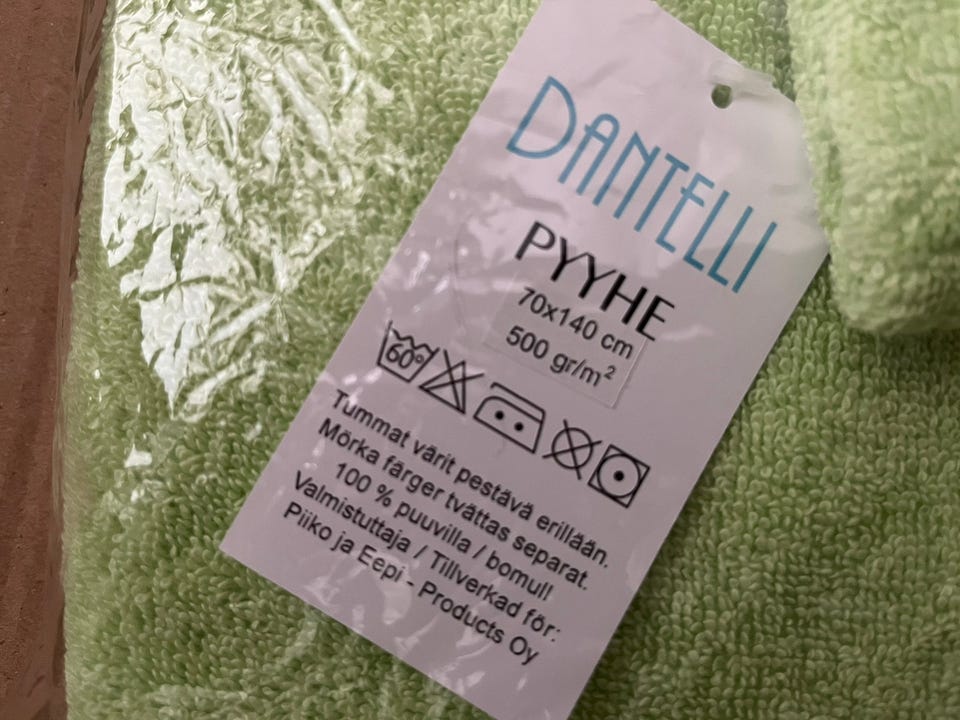 DANTELLI
PYYHE
70x140 cm
500 gr/m²
60°
Tummat värit pestävä erillään.
Mörka färger tvättas separat.
100 % puuvilla / bomull
Valmistuttaja / Tillverkad för:
Piiko ja Eepi - Products Oy